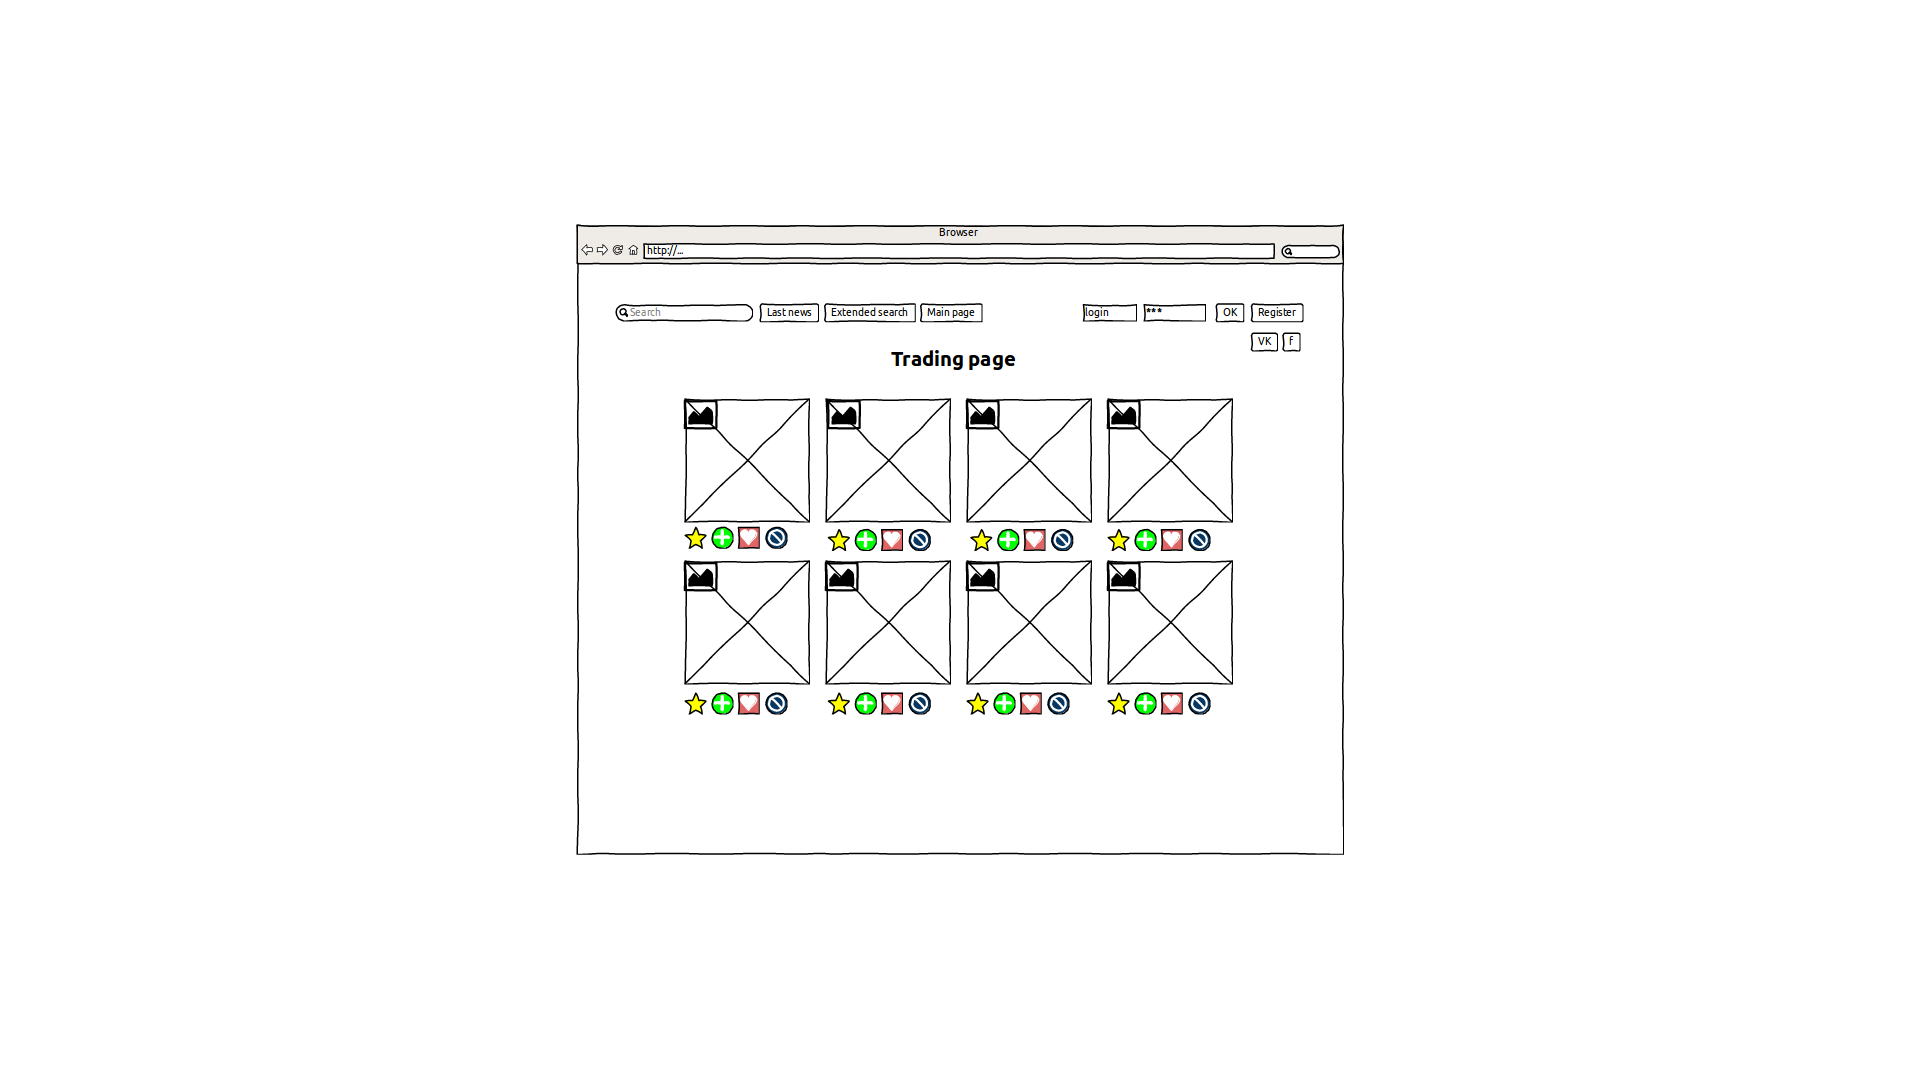 Browser
http://...
Search Last news Extended search Main page login *** OK Register
VK f
Trading page